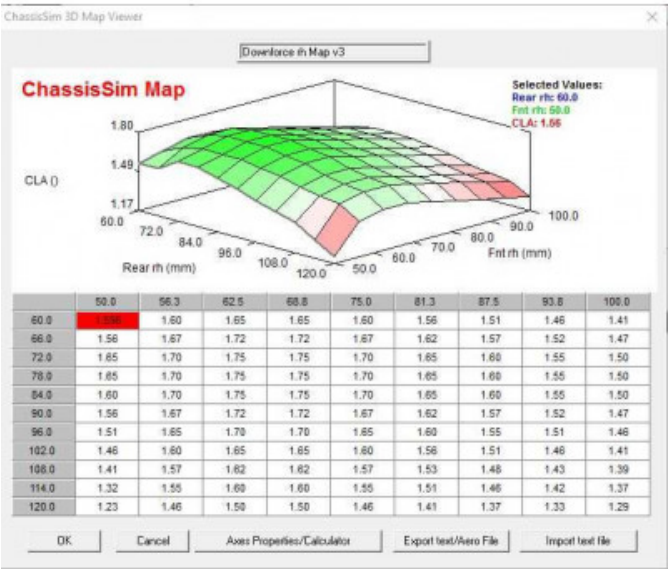 ChassisSim 3D Map Viewer
Downforce rh Map v3
ChassisSim Map
Selected Values:
Rear rh: 60.0
Fnt rh: 50.0
CLA: 1.56
1.80
1.49
1.17
CLA ()
60.0 72.0 84.0 96.0 108.0 120.0
Rear rh (mm)
50.0 60.0 70.0 80.0 90.0 100.0
Fnt rh (mm)
50.0 56.3 62.5 68.8 75.0 81.3 87.5 93.8 100.0
60.0 1.556 1.60 1.65 1.65 1.60 1.56 1.51 1.46 1.41
66.0 1.56 1.67 1.72 1.72 1.67 1.62 1.57 1.52 1.47
72.0 1.65 1.70 1.75 1.75 1.70 1.65 1.60 1.55 1.50
78.0 1.65 1.70 1.75 1.75 1.70 1.65 1.60 1.55 1.50
84.0 1.60 1.70 1.75 1.75 1.70 1.65 1.60 1.55 1.50
90.0 1.56 1.67 1.72 1.72 1.67 1.62 1.57 1.52 1.47
96.0 1.51 1.65 1.70 1.70 1.65 1.60 1.55 1.51 1.46
102.0 1.46 1.60 1.65 1.65 1.60 1.56 1.51 1.46 1.41
108.0 1.41 1.57 1.62 1.62 1.57 1.53 1.48 1.43 1.39
114.0 1.32 1.55 1.60 1.60 1.55 1.51 1.46 1.42 1.37
120.0 1.23 1.46 1.50 1.50 1.46 1.41 1.37 1.33 1.29
OK Cancel Axes Properties/Calculator Export text/Aero File Import text file